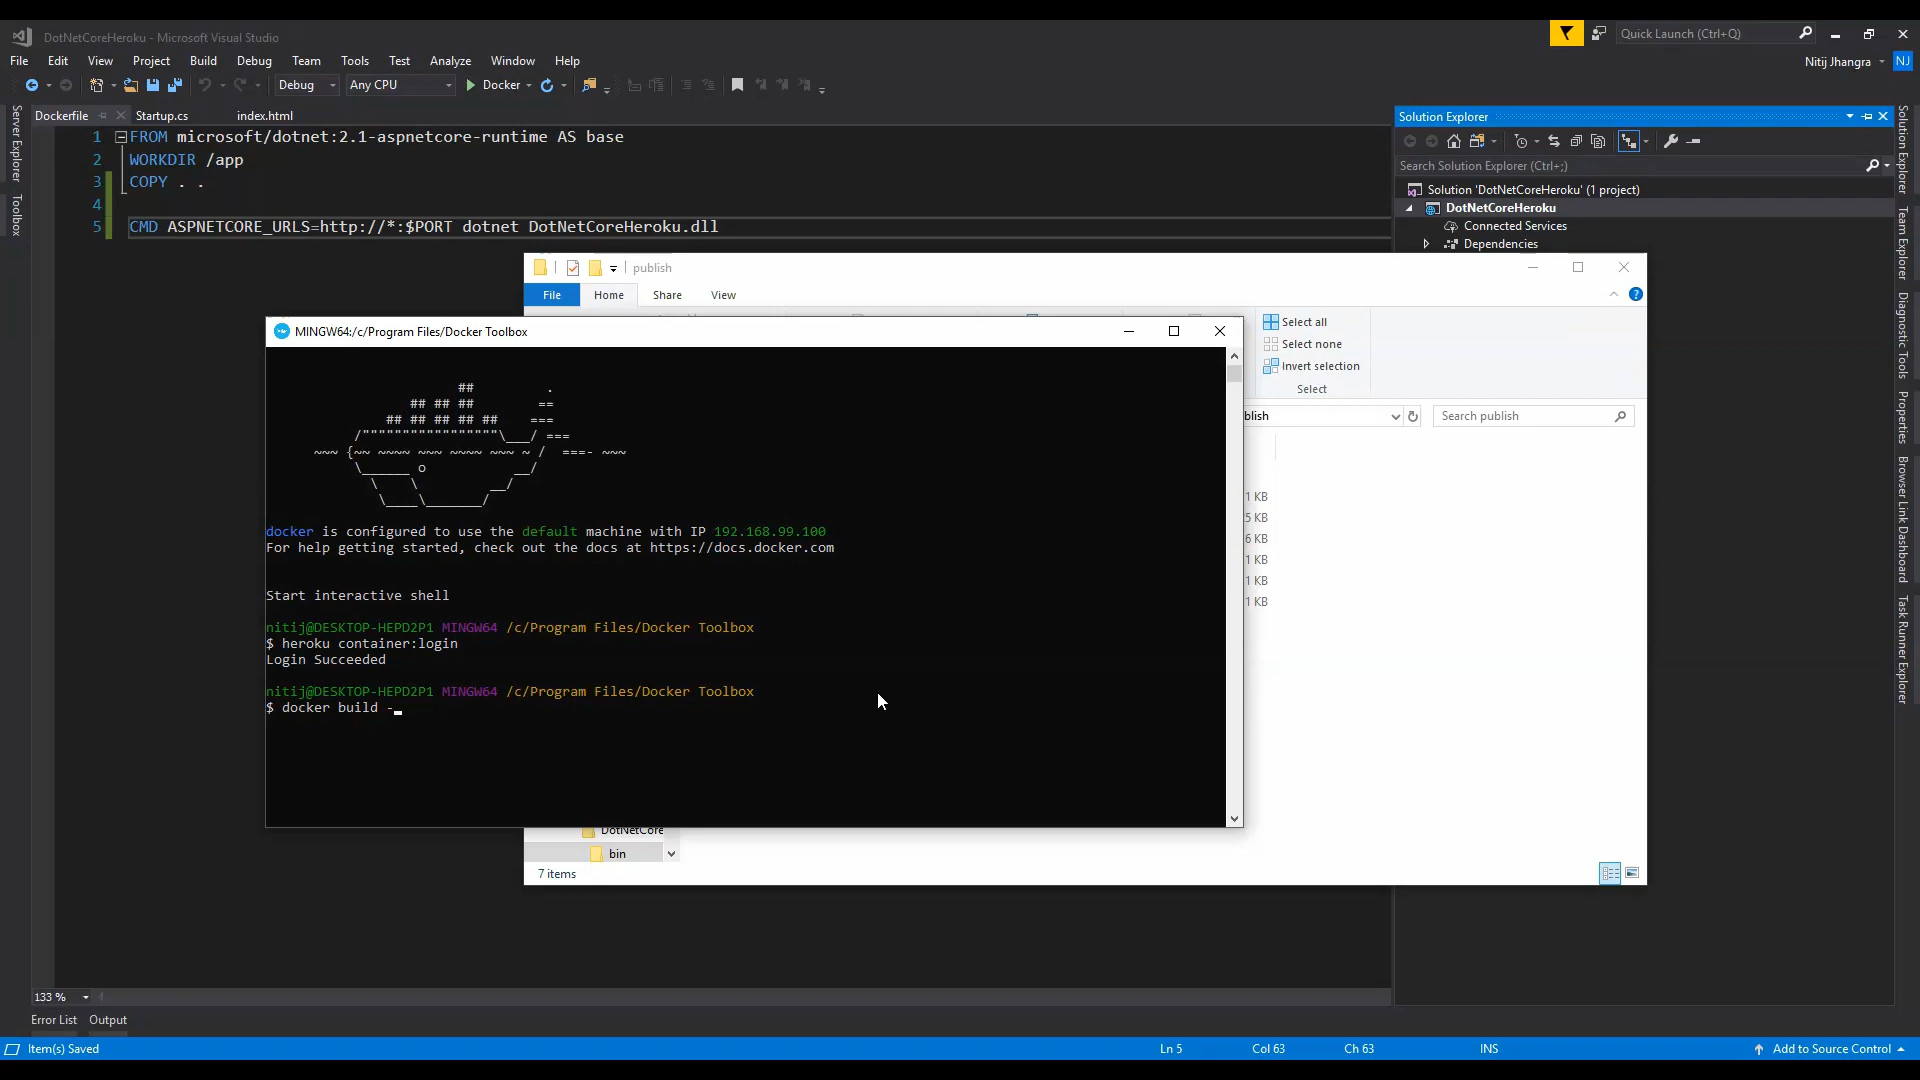 DotNetCoreHeroku - Microsoft Visual Studio
Quick Launch (Ctrl+Q)
File Edit View Project Build Debug Team Tools Test Analyze Window Help
Nitij Jhangra NJ
Debug Any CPU Docker
Dockerfile Startup.cs index.html
Solution Explorer
1 FROM microsoft/dotnet:2.1-aspnetcore-runtime AS base
2 WORKDIR /app
3 COPY . .
4
5 CMD ASPNETCORE_URLS=http://*:$PORT dotnet DotNetCoreHeroku.dll
Search Solution Explorer (Ctrl+;)
Solution 'DotNetCoreHeroku' (1 project)
DotNetCoreHeroku
Connected Services
Dependencies
Server Explorer
Toolbox
Solution Explorer
Team Explorer
Diagnostic Tools
Properties
Browser Link Dashboard
Task Runner Explorer
publish
File Home Share View
Select all
Select none
Invert selection
Select
blish
Search publish
1 KB
5 KB
6 KB
1 KB
1 KB
1 KB
MINGW64:/c/Program Files/Docker Toolbox
## .
## ## ## ==
## ## ## ## ## ===
/""""""""""""""""\___/ ===
~~~ {~~ ~~~~ ~~~ ~~~~ ~~~ ~ / ===- ~~~
\______ o __/
\ \ __/
\____\_______/
docker is configured to use the default machine with IP 192.168.99.100
For help getting started, check out the docs at https://docs.docker.com
Start interactive shell
nitij@DESKTOP-HEPD2P1 MINGW64 /c/Program Files/Docker Toolbox
$ heroku container:login
Login Succeeded
nitij@DESKTOP-HEPD2P1 MINGW64 /c/Program Files/Docker Toolbox
$ docker build -_
DotNetCore
bin
7 items
133 %
Error List Output
Item(s) Saved Ln 5 Col 63 Ch 63 INS Add to Source Control